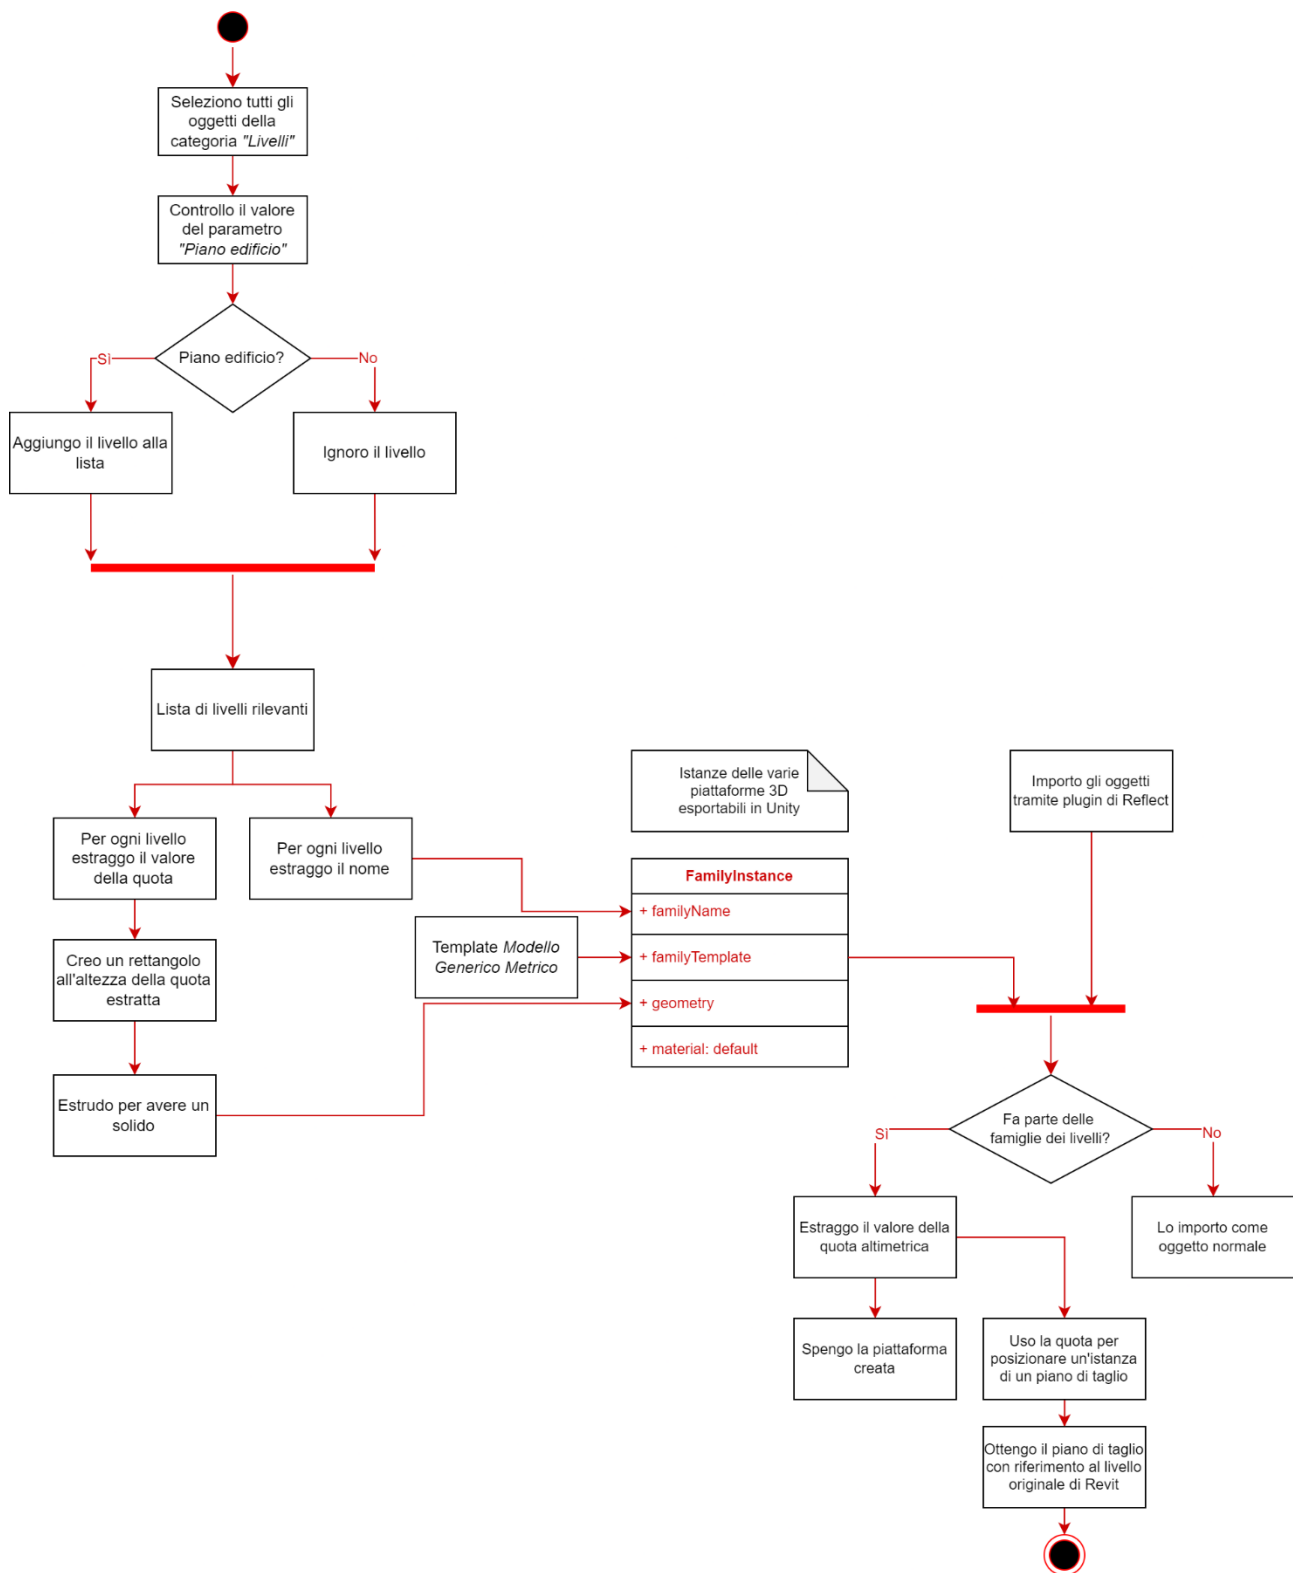 Seleziono tutti gli
oggetti della
categoria "Livelli"
Controllo il valore
del parametro
"Piano edificio"
Piano edificio?
Sì
No
Aggiungo il livello alla
lista
Ignoro il livello
Lista di livelli rilevanti
Per ogni livello
estraggo il valore
della quota
Per ogni livello
estraggo il nome
Creo un rettangolo
all'altezza della quota
estratta
Estrudo per avere un
solido
Template Modello
Generico Metrico
Istanze delle varie
piattaforme 3D
esportabili in Unity
FamilyInstance
+ familyName
+ familyTemplate
+ geometry
+ material: default
Importo gli oggetti
tramite plugin di Reflect
Fa parte delle
famiglie dei livelli?
Sì
No
Estraggo il valore della
quota altimetrica
Lo importo come
oggetto normale
Spengo la piattaforma
creata
Uso la quota per
posizionare un'istanza
di un piano di taglio
Ottengo il piano di taglio
con riferimento al livello
originale di Revit